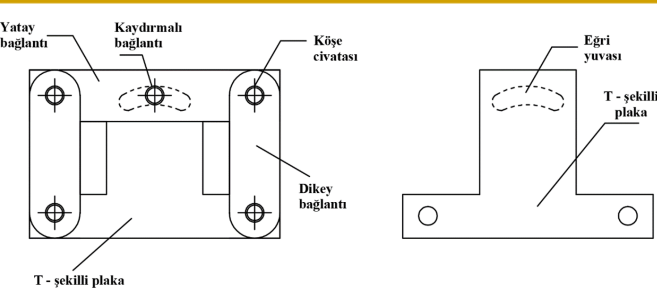 Yatay
bağlantı
Kaydırmalı
bağlantı
Köşe
civatası
Dikey
bağlantı
T - şekilli plaka
Eğri
yuvası
T - şekilli
plaka